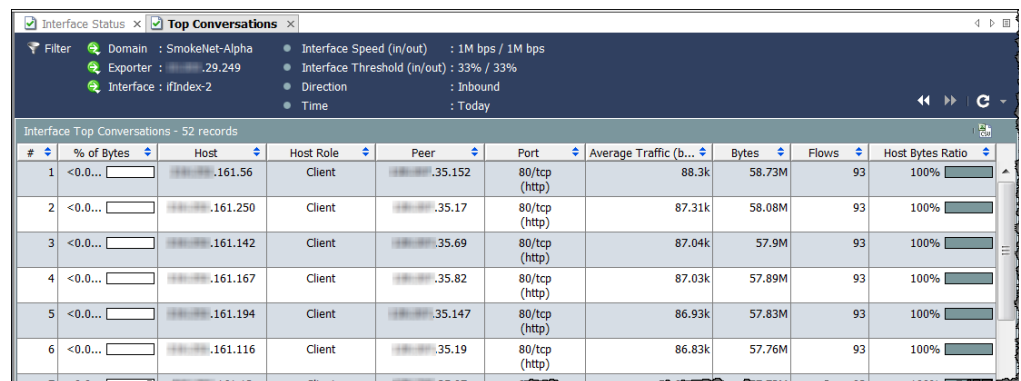 Interface Status Top Conversations
Filter Domain : SmokeNet-Alpha Interface Speed (in/out) : 1M bps / 1M bps
Exporter : .29.249 Interface Threshold (in/out) : 33% / 33%
Interface : ifIndex-2 Direction : Inbound
Time : Today
Interface Top Conversations - 52 records CSV
# % of Bytes Host Host Role Peer Port Average Traffic (b... Bytes Flows Host Bytes Ratio
1 <0.0... .161.56 Client .35.152 80/tcp 88.3k 58.73M 93 100%
(http)
2 <0.0... .161.250 Client .35.17 80/tcp 87.31k 58.08M 93 100%
(http)
3 <0.0... .161.142 Client .35.69 80/tcp 87.04k 57.9M 93 100%
(http)
4 <0.0... .161.167 Client .35.82 80/tcp 87.03k 57.89M 93 100%
(http)
5 <0.0... .161.194 Client .35.147 80/tcp 86.93k 57.83M 93 100%
(http)
6 <0.0... .161.116 Client .35.19 80/tcp 86.83k 57.76M 93 100%
(http)